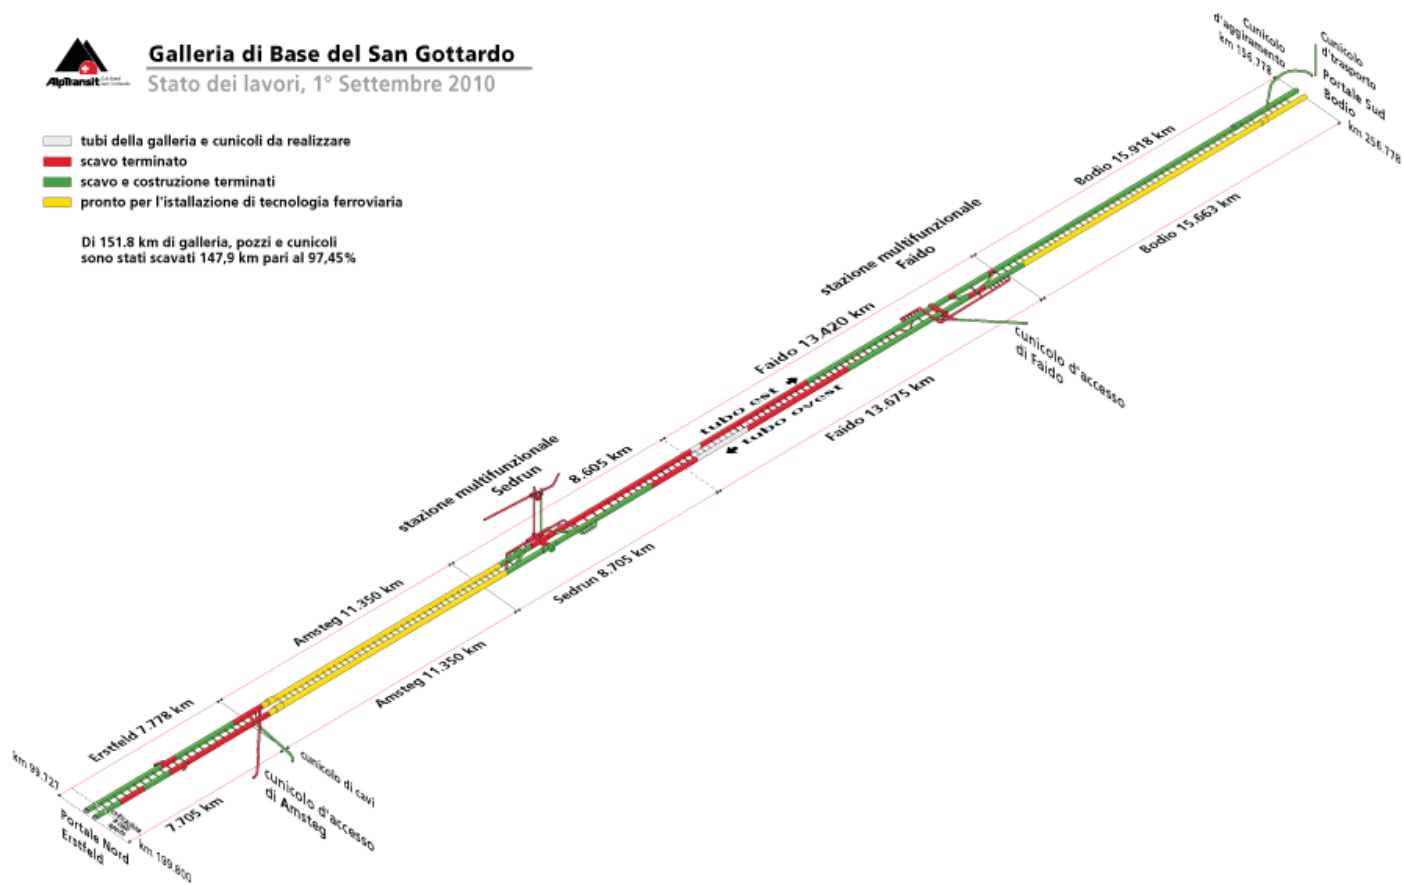 Galleria di Base del San Gottardo
Stato dei lavori, 1° Settembre 2010
AlpTransit
tubi della galleria e cunicoli da realizzare
scavo terminato
scavo e costruzione terminati
pronto per l'istallazione di tecnologia ferroviaria
Di 151.8 km di galleria, pozzi e cunicoli
sono stati scavati 147,9 km pari al 97,45%
Cunicolo
d'aggiramento
km 156.778
Cunicolo
d'trasporto
Portale Sud
Bodio
km 256.778
Bodio 15.918 km
Bodio 15.663 km
stazione multifunzionale
Faido
cunicolo d'accesso
di Faido
Faido 13.420 km
tubo est
tubo ovest
Faido 13.675 km
stazione multifunzionale
Sedrun
8.605 km
Sedrun 8.705 km
Amsteg 11.350 km
Amsteg 11.350 km
Erstfeld 7.778 km
7.705 km
cunicolo di cavi
cunicolo d'accesso
di Amsteg
km 99.727
Portale Nord
Erstfeld
km 199.800